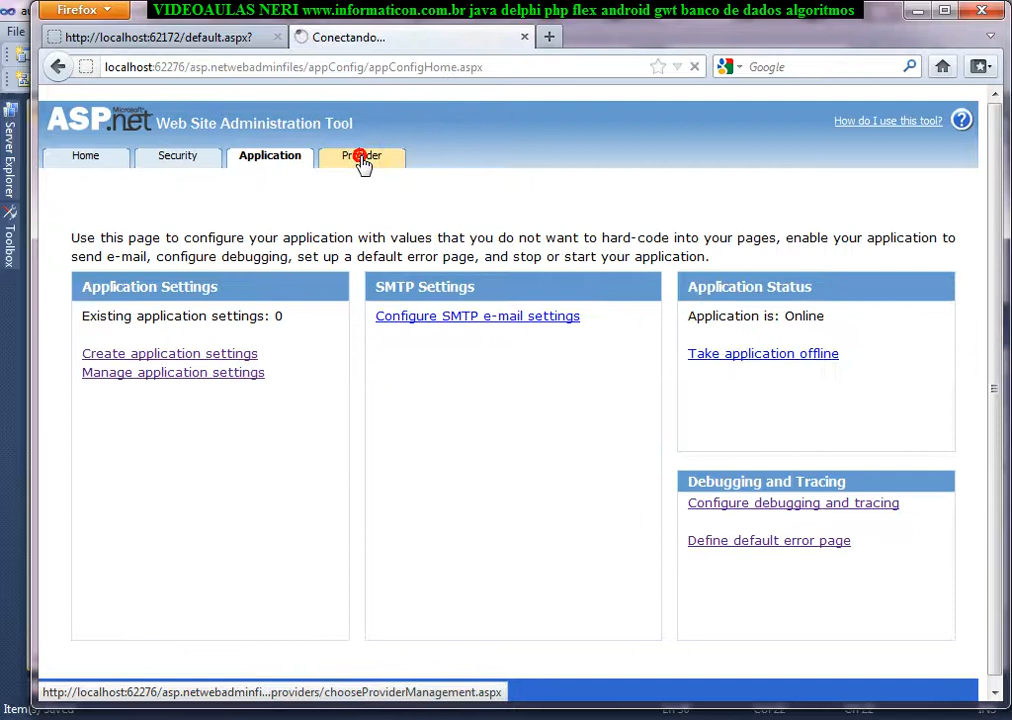 VIDEOAULAS NERI www.informaticon.com.br java delphi php flex android gwt banco de dados algoritmos
Firefox
File
http://localhost:62172/default.aspx?
Conectando...
localhost:62276/asp.netwebadminfiles/appConfig/appConfigHome.aspx
Google
Server Explorer
Toolbox
Microsoft
ASP.net Web Site Administration Tool
How do I use this tool?
Home
Security
Application
Provider
Use this page to configure your application with values that you do not want to hard-code into your pages, enable your application to
send e-mail, configure debugging, set up a default error page, and stop or start your application.
Application Settings
Existing application settings: 0
Create application settings
Manage application settings
SMTP Settings
Configure SMTP e-mail settings
Application Status
Application is: Online
Take application offline
Debugging and Tracing
Configure debugging and tracing
Define default error page
http://localhost:62276/asp.netwebadminfi...providers/chooseProviderManagement.aspx
Item(s) Saved